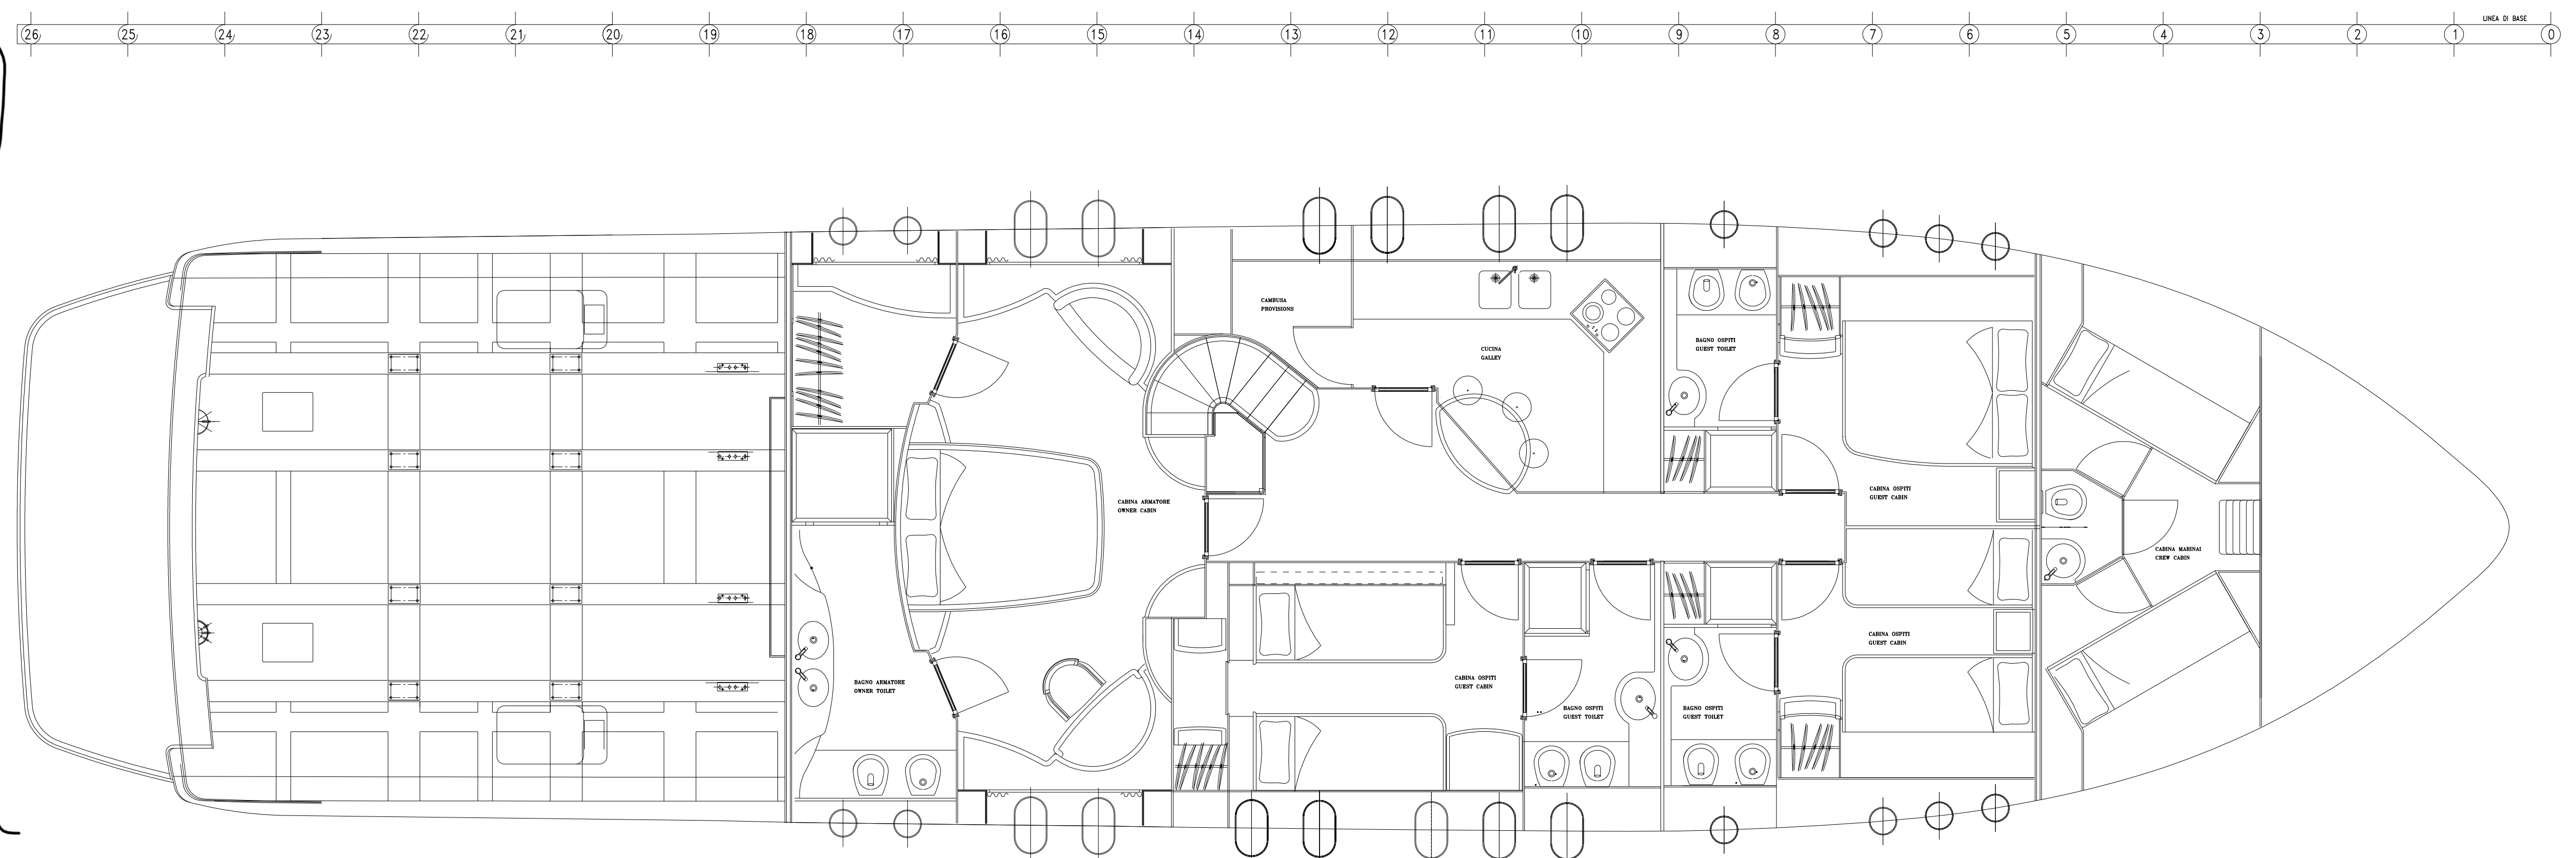 LINEA DI BASE
26 25 24 23 22 21 20 19 18 17 16 15 14 13 12 11 10 9 8 7 6 5 4 3 2 1 0
CAMBUSA
PROVISIONS
CUCINA
GALLEY
BAGNO OSPITI
GUEST TOILET
CABINA ARMATORE
OWNER CABIN
CABINA OSPITI
GUEST CABIN
CABINA MARINAI
CREW CABIN
CABINA OSPITI
GUEST CABIN
BAGNO ARMATORE
OWNER TOILET
CABINA OSPITI
GUEST CABIN
BAGNO OSPITI
GUEST TOILET
BAGNO OSPITI
GUEST TOILET